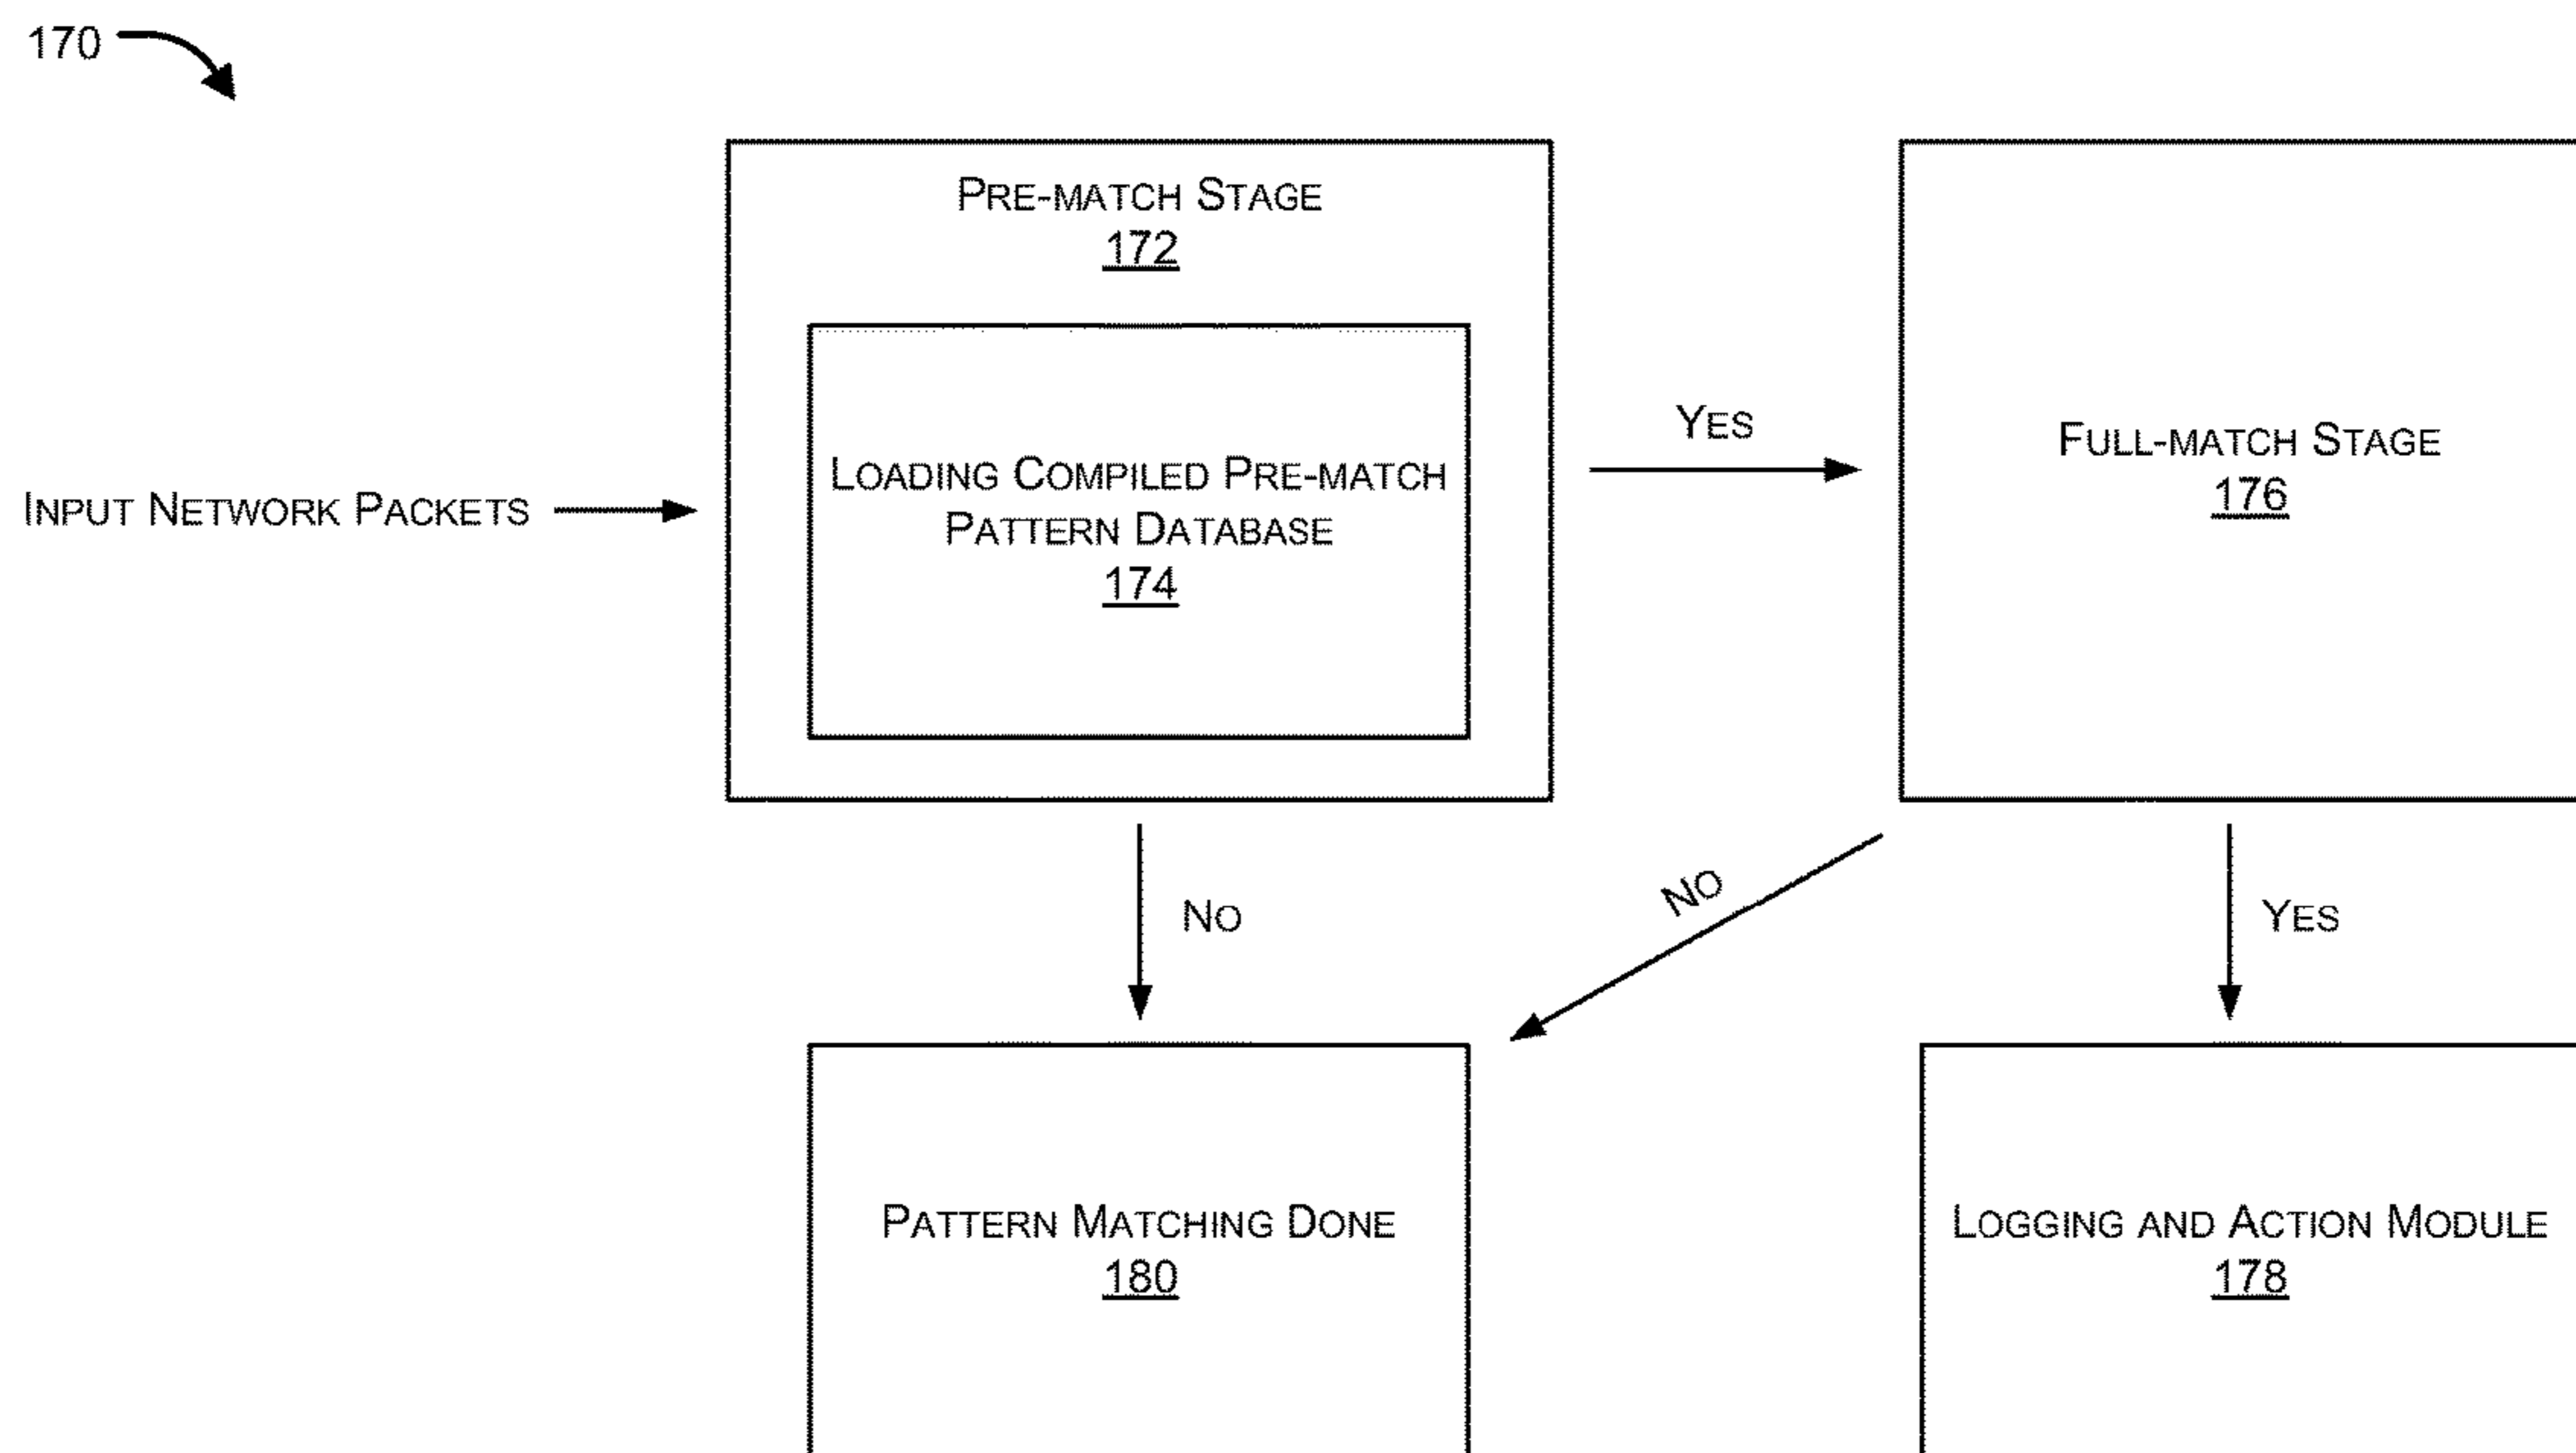 170
PRE-MATCH STAGE
172
LOADING COMPILED PRE-MATCH
PATTERN DATABASE
174
INPUT NETWORK PACKETS
YES
FULL-MATCH STAGE
176
NO
NO
YES
PATTERN MATCHING DONE
180
LOGGING AND ACTION MODULE
178